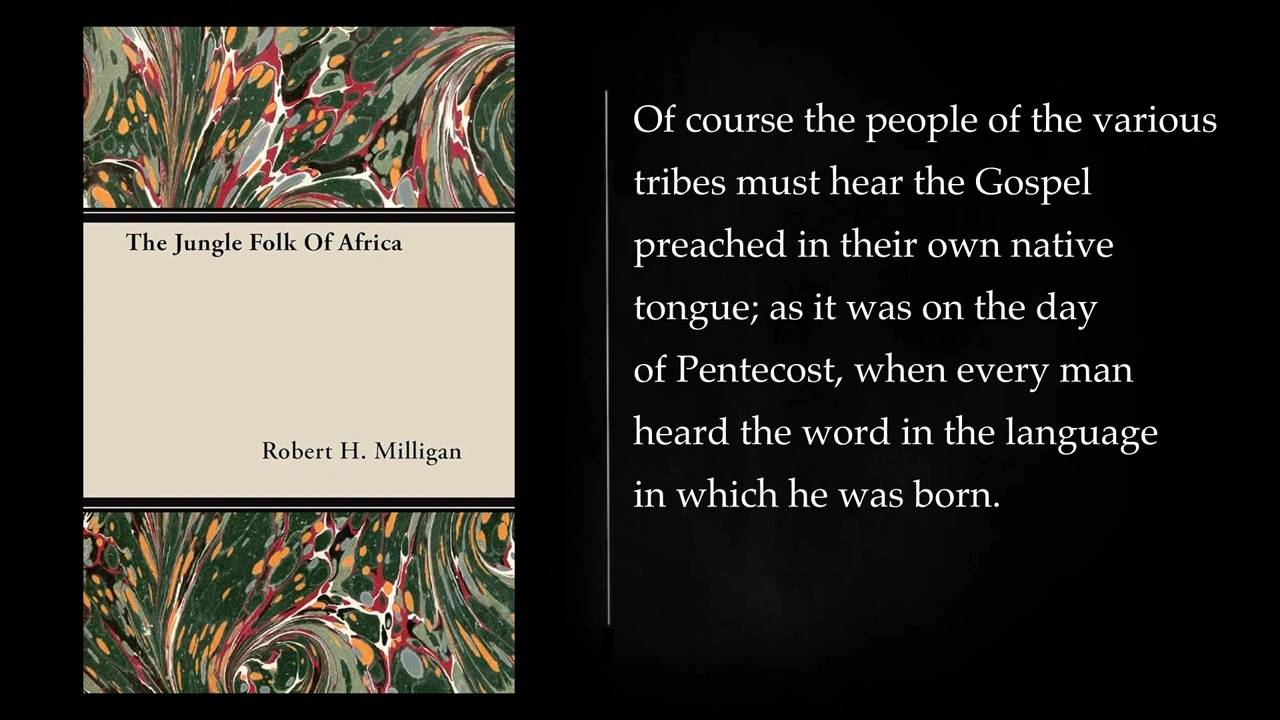 The Jungle Folk Of Africa
Robert H. Milligan
Of course the people of the various
tribes must hear the Gospel
preached in their own native
tongue; as it was on the day
of Pentecost, when every man
heard the word in the language
in which he was born.